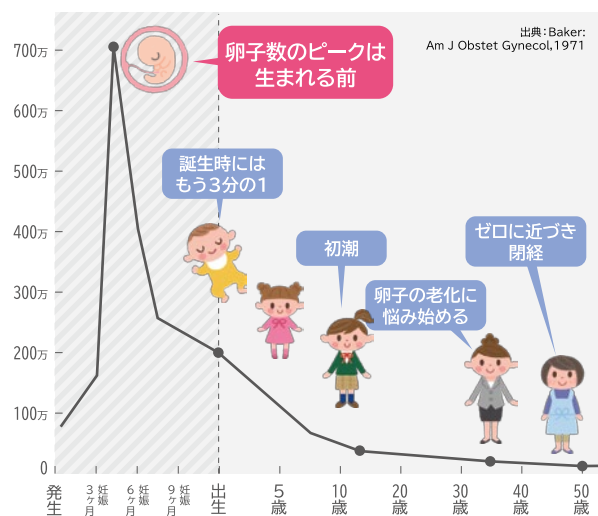 出典：Baker:
Am J Obstet Gynecol,1971
卵子数のピークは
生まれる前
誕生時には
もう3分の1
初潮
卵子の老化に
悩み始める
ゼロに近づき
閉経
700万
600万
500万
400万
300万
200万
100万
0
発生
妊娠
3ヶ月
妊娠
6ヶ月
妊娠
9ヶ月
出生
5歳
10歳
20歳
30歳
40歳
50歳